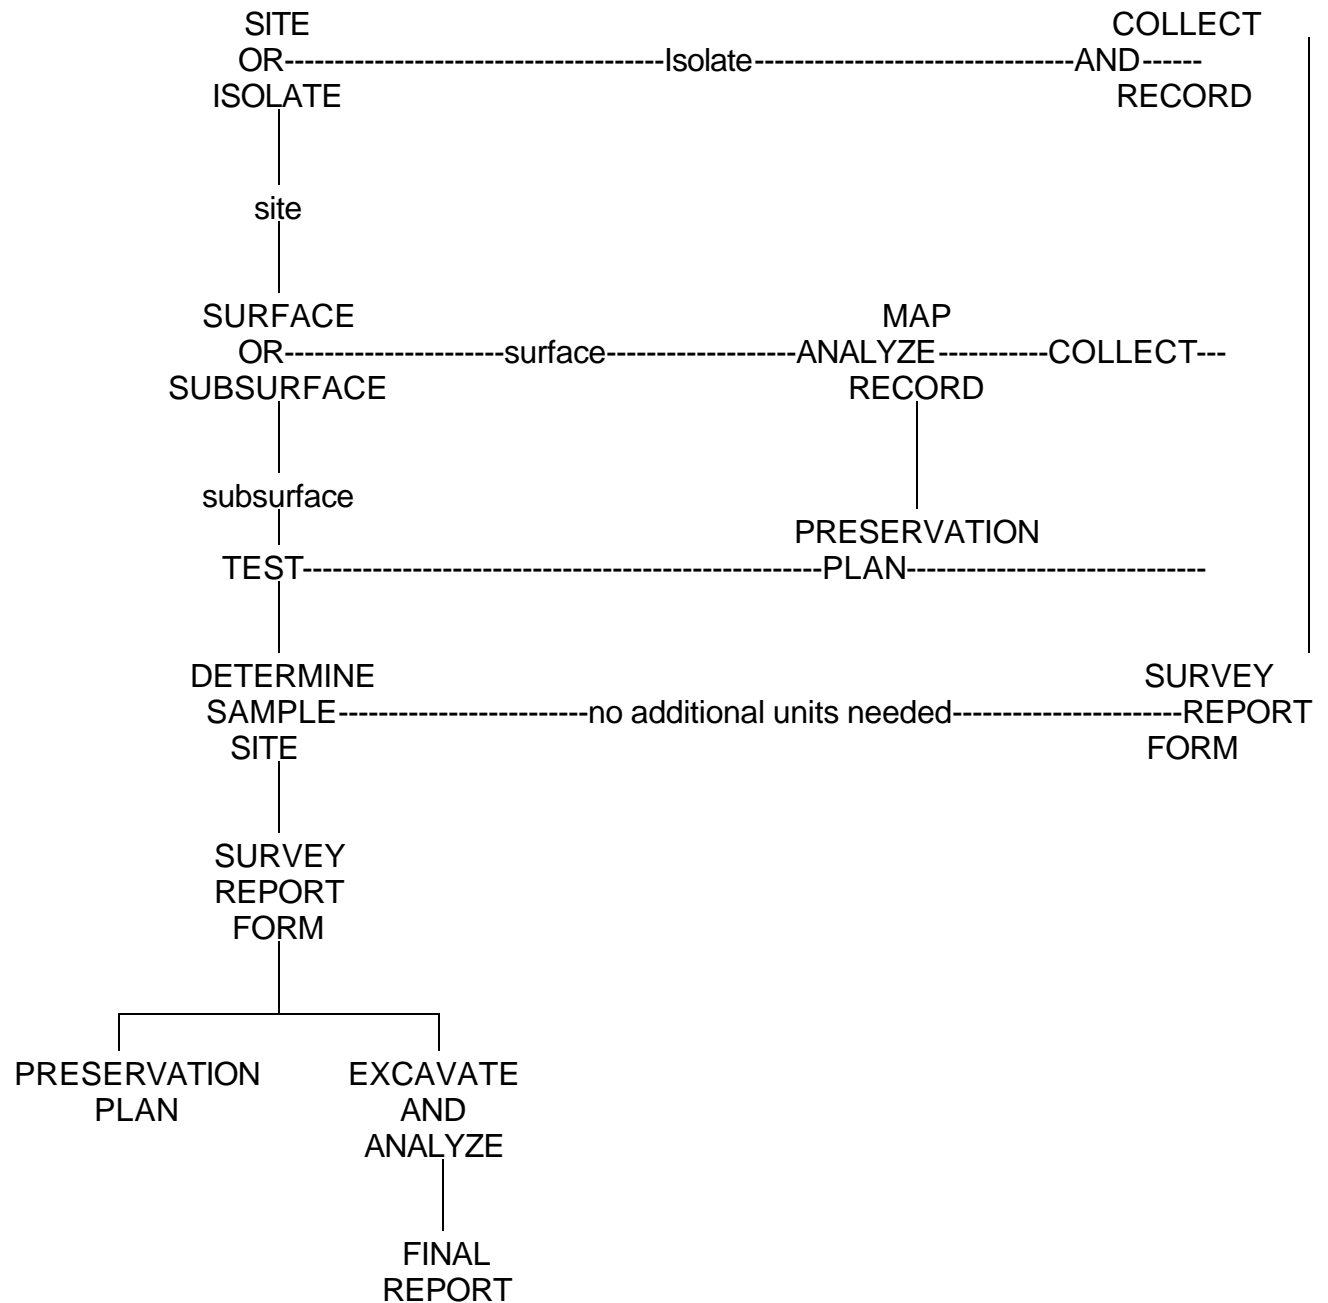 SITE COLLECT
OR--------------------------------------Isolate--------------------------------AND------
ISOLATE RECORD
site
SURFACE MAP
OR----------------------surface-------------------ANALYZE-----------COLLECT---
SUBSURFACE RECORD
subsurface
PRESERVATION
TEST----------------------------------------------------PLAN------------------------------
DETERMINE SURVEY
SAMPLE-------------------------no additional units needed-----------------------REPORT
SITE FORM
SURVEY
REPORT
FORM
PRESERVATION EXCAVATE
PLAN AND
ANALYZE
FINAL
REPORT